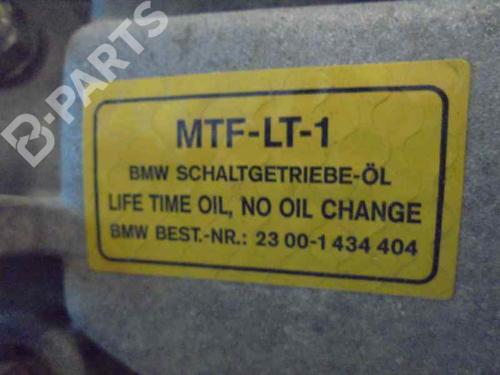 B-PARTS
MTF-LT-1
BMW SCHALTGETRIEBE-ÖL
LIFE TIME OIL, NO OIL CHANGE
BMW BEST.-NR.: 23 00-1 434 404